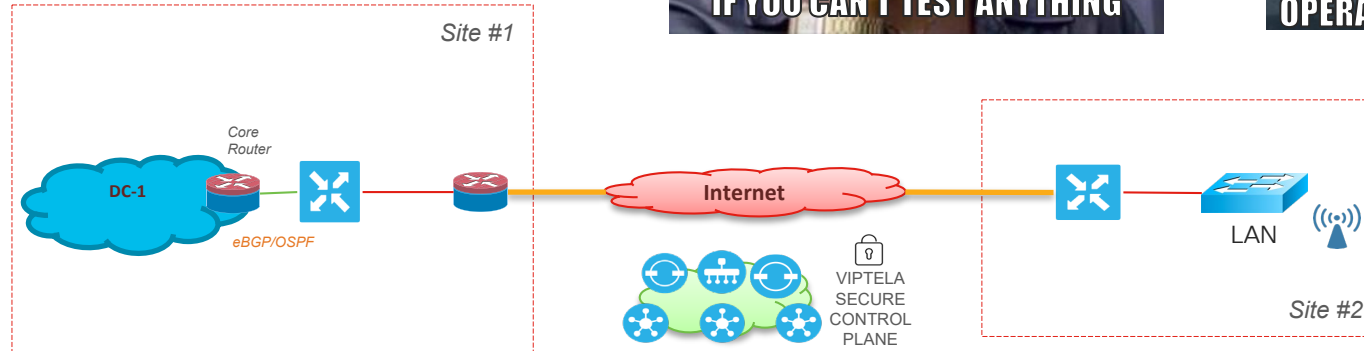 IF YOU CAN'T TEST ANYTHING
OPERA
Site #1
Core
Router
DC-1
eBGP/OSPF
Internet
VIPTELA
SECURE
CONTROL
PLANE
LAN
Site #2